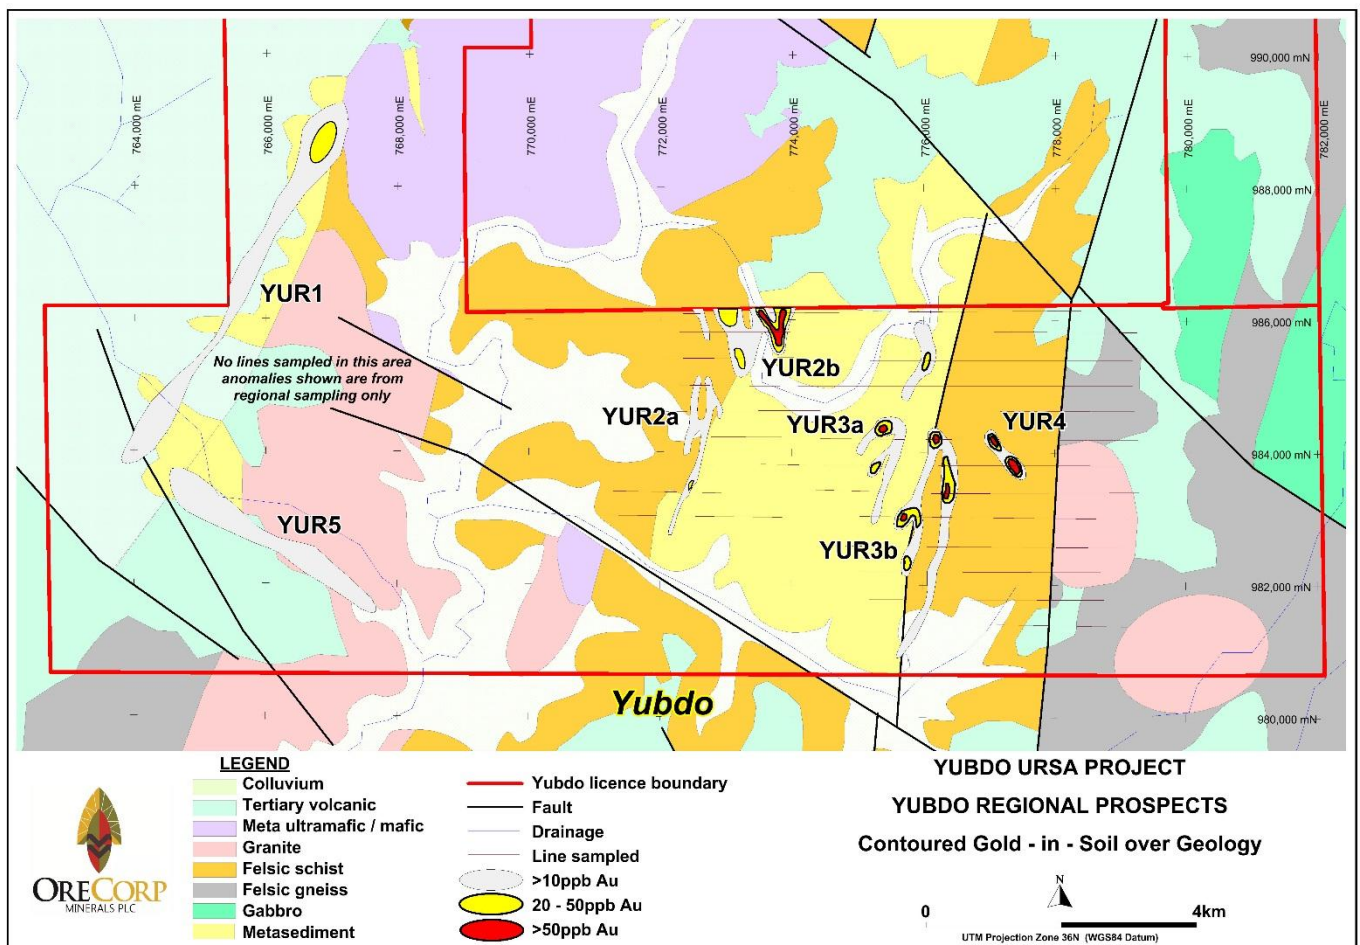 990,000 mN
764,000 mE
766,000 mE
768,000 mE
770,000 mE
772,000 mE
774,000 mE
776,000 mE
778,000 mE
780,000 mE
782,000 mE
988,000 mN
YUR1
986,000 mN
No lines sampled in this area
anomalies shown are from
regional sampling only
YUR2b
YUR2a
YUR3a
YUR4
984,000 mN
YUR5
YUR3b
982,000 mN
Yubdo
980,000 mN
ORECORP
MINERALS PLC
LEGEND
Colluvium
Tertiary volcanic
Meta ultramafic / mafic
Granite
Felsic schist
Felsic gneiss
Gabbro
Metasediment
Yubdo licence boundary
Fault
Drainage
Line sampled
>10ppb Au
20 - 50ppb Au
>50ppb Au
YUBDO URSA PROJECT
YUBDO REGIONAL PROSPECTS
Contoured Gold - in - Soil over Geology
N
0 4km
UTM Projection Zone 36N (WGS84 Datum)